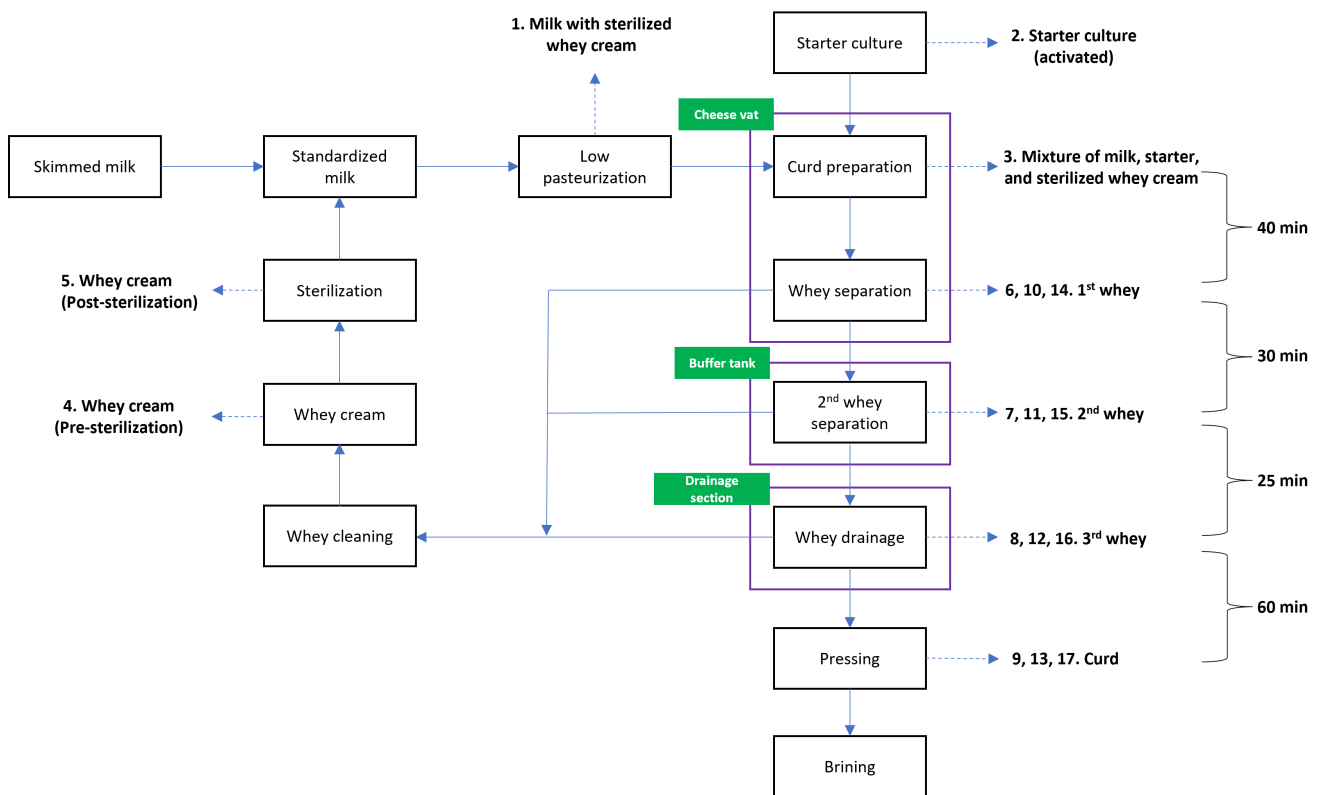 1. Milk with sterilized
whey cream
Starter culture
2. Starter culture
(activated)
Cheese vat
Skimmed milk
Standardized
milk
Low
pasteurization
Curd preparation
3. Mixture of milk, starter,
and sterilized whey cream
40 min
5. Whey cream
(Post-sterilization)
Sterilization
Whey separation
6, 10, 14. 1st whey
30 min
Buffer tank
4. Whey cream
(Pre-sterilization)
Whey cream
2nd whey
separation
7, 11, 15. 2nd whey
25 min
Drainage
section
Whey cleaning
Whey drainage
8, 12, 16. 3rd whey
60 min
Pressing
9, 13, 17. Curd
Brining